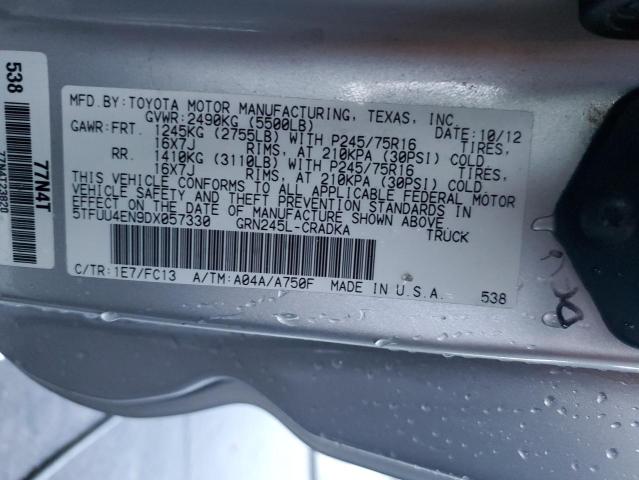 MFD.BY:TOYOTA MOTOR MANUFACTURING, TEXAS, INC.
GVWR:2490KG (5500LB) DATE:10/12
GAWR:FRT. 1245KG (2755LB) WITH P245/75R16 TIRES,
16X7J RIMS, AT 210KPA (30PSI) COLD.
RR. 1410KG (3110LB) WITH P245/75R16 TIRES,
16X7J RIMS, AT 210KPA (30PSI) COLD.
THIS VEHICLE CONFORMS TO ALL APPLICABLE FEDERAL MOTOR
VEHICLE SAFETY AND THEFT PREVENTION STANDARDS IN
EFFECT ON THE DATE OF MANUFACTURE SHOWN ABOVE.
5TFUU4EN9DX057330 GRN245L-CRADKA TRUCK
C/TR:1E7/FC13 A/TM:A04A/A750F MADE IN U.S.A. 538
538
77N4T